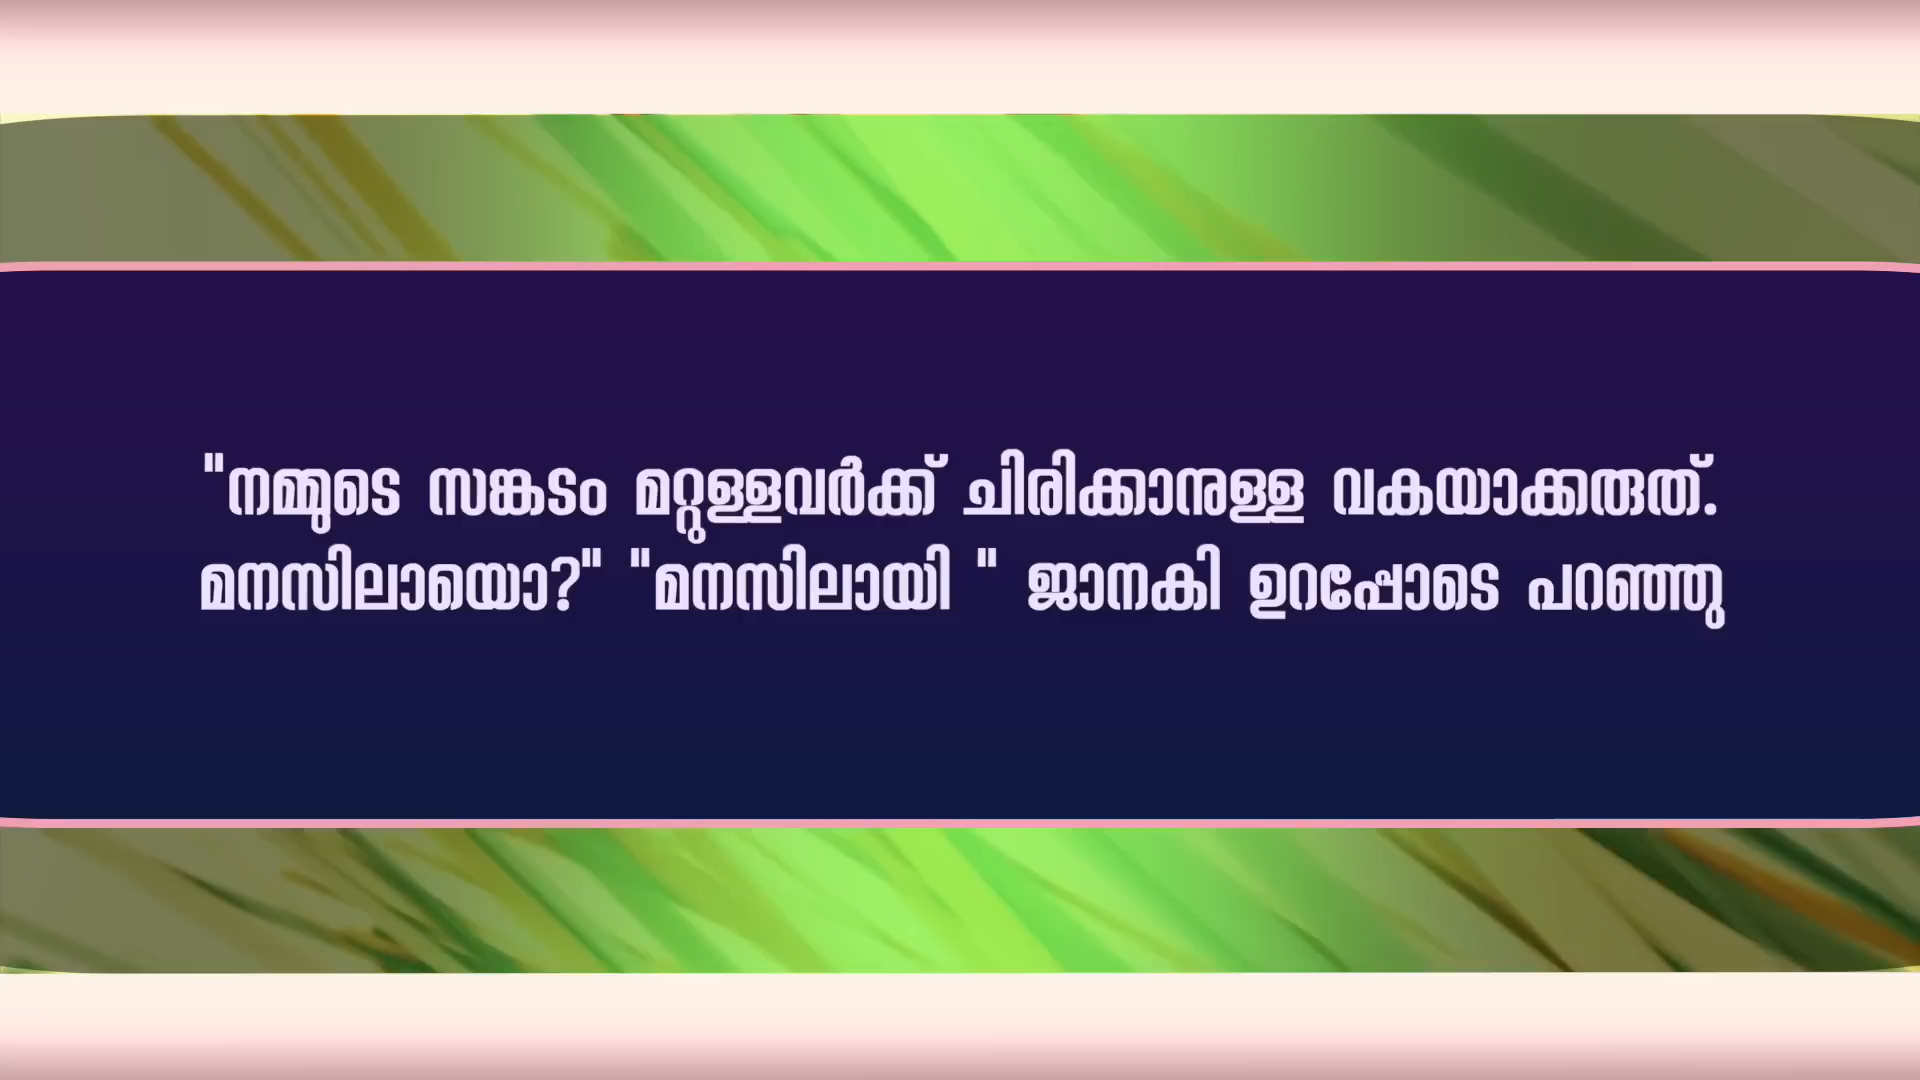 "നമ്മുടെ സങ്കടം മറ്റുള്ളവർക്ക് ചിരിക്കാനുള്ള വകയാക്കരുത്.
മനസിലായൊ?" "മനസിലായി " ജാനകി ഉറപ്പോടെ പറഞ്ഞു